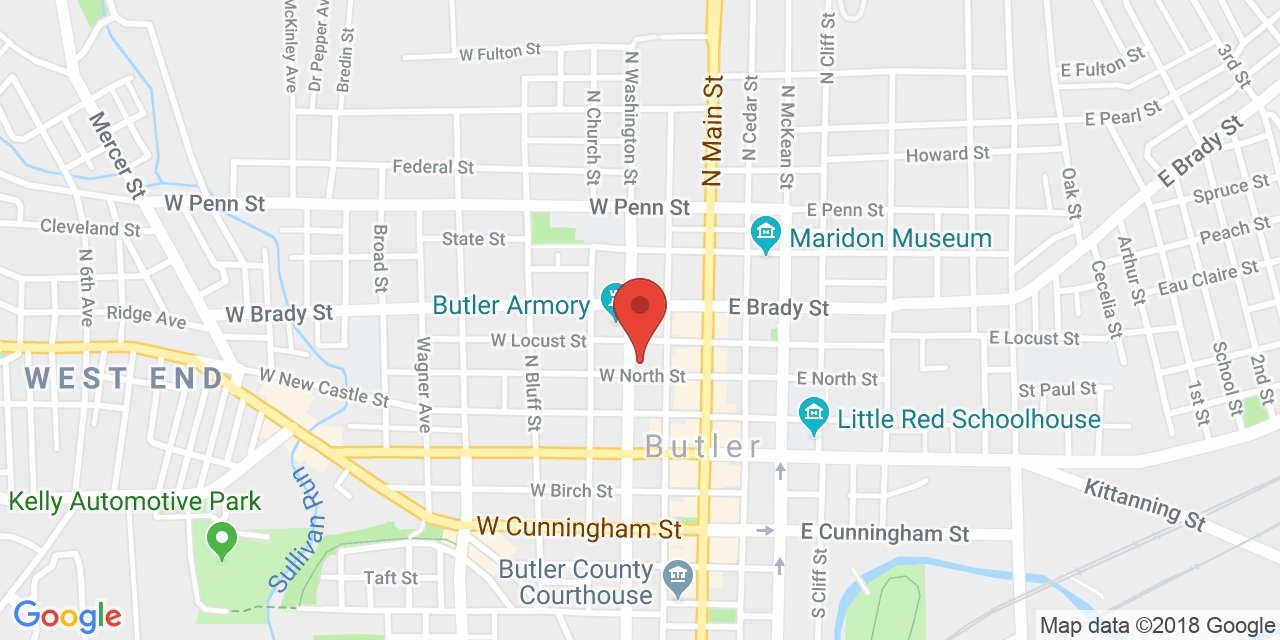 McKinley Ave
Dr Pepper Ave
Bredin St
W Fulton St
N Washington St
N Main St
N Cliff St
3rd St
E Fulton St
N Church St
N Cedar St
N McKean St
E Pearl St
Mercer St
E Brady St
Federal St
Howard St
Oak St
Spruce St
W Penn St
W Penn St
E Penn St
Cleveland St
State St
Maridon Museum
Peach St
Arthur St
N 6th Ave
Broad St
Cecelia St
Eau Claire St
Ridge Ave
W Brady St
Butler Armory
E Brady St
W Locust St
E Locust St
WEST END
Wagner Ave
N Bluff St
W New Castle St
W North St
E North St
St Paul St
School St
2nd St
1st St
Little Red Schoolhouse
Butler
Sullivan Run
Kelly Automotive Park
W Birch St
Kittanning St
W Cunningham St
E Cunningham St
Taft St
Butler County
Courthouse
S Cliff St
Google
Map data ©2018 Google